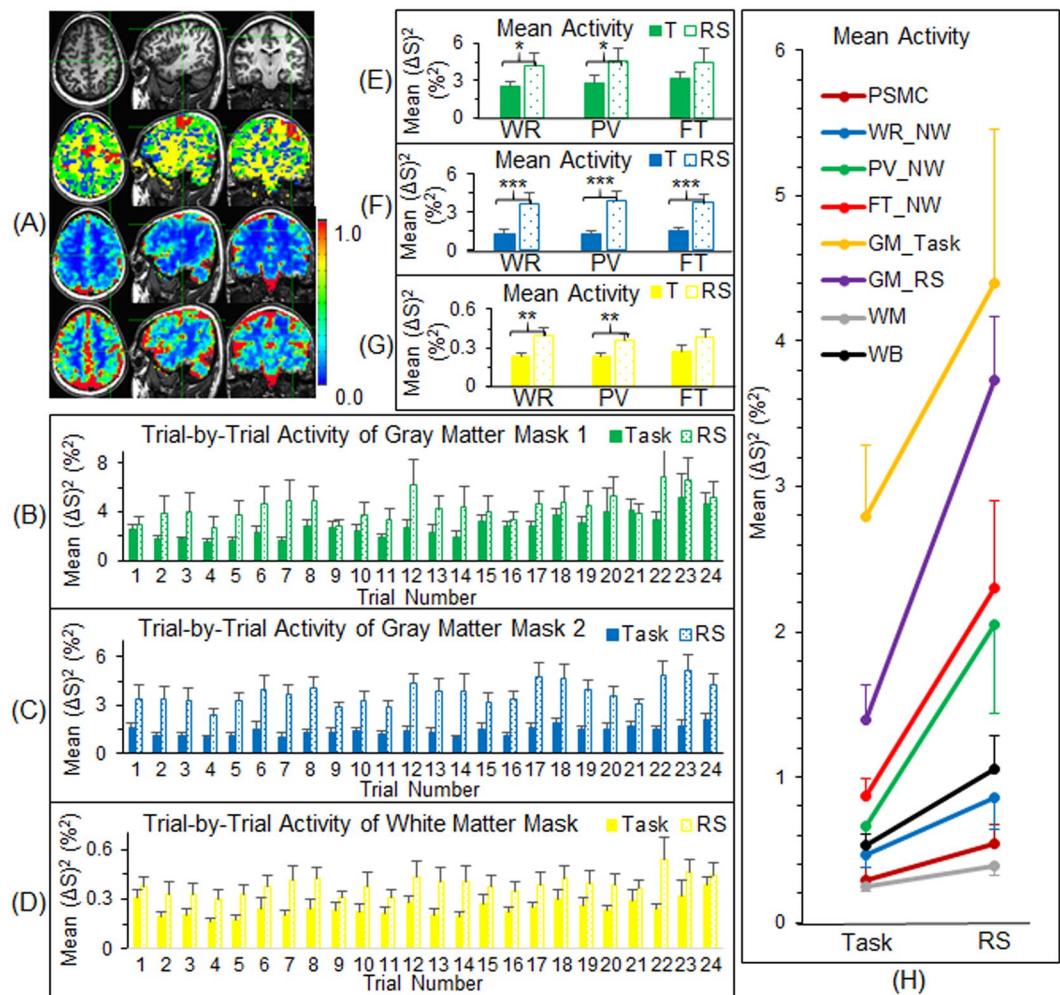 (A)
1.0
0.0
(E)
Mean Activity
T RS
Mean (ΔS)²
(%²)
6
3
0
* *
WR PV FT
(F)
Mean Activity
T RS
Mean (ΔS)²
(%²)
6
3
0
*** *** ***
WR PV FT
(G)
Mean Activity
T RS
Mean (ΔS)²
(%²)
0.6
0.3
0
** **
WR PV FT
(B)
Trial-by-Trial Activity of Gray Matter Mask 1
Task RS
Mean (ΔS)² (%²)
8
4
0
1 2 3 4 5 6 7 8 9 10 11 12 13 14 15 16 17 18 19 20 21 22 23 24
Trial Number
(C)
Trial-by-Trial Activity of Gray Matter Mask 2
Task RS
Mean (ΔS)² (%²)
6
3
0
1 2 3 4 5 6 7 8 9 10 11 12 13 14 15 16 17 18 19 20 21 22 23 24
Trial Number
(D)
Trial-by-Trial Activity of White Matter Mask
Task RS
Mean (ΔS)² (%²)
0.6
0.3
0
1 2 3 4 5 6 7 8 9 10 11 12 13 14 15 16 17 18 19 20 21 22 23 24
Trial Number
Mean Activity
PSMC
WR_NW
PV_NW
FT_NW
GM_Task
GM_RS
WM
WB
Mean (ΔS)² (%²)
6
5
4
3
2
1
0
Task RS
(H)